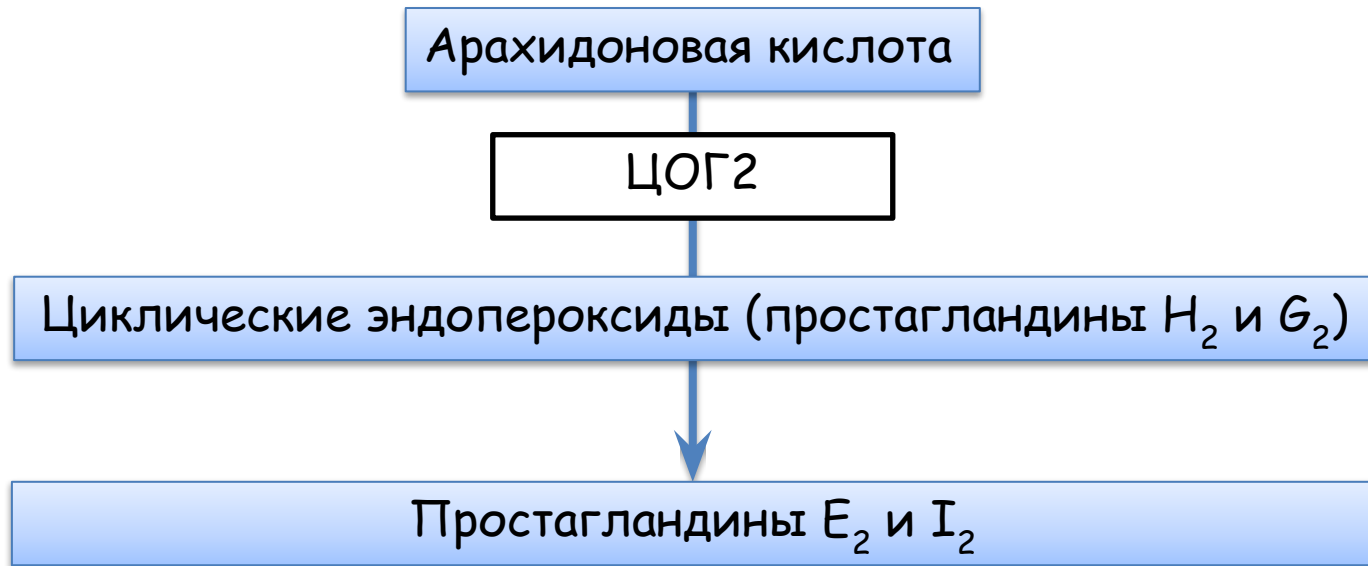 Арахидоновая кислота
ЦОГ2
Циклические эндопероксиды (простагландины H₂ и G₂)
Простагландины E₂ и I₂